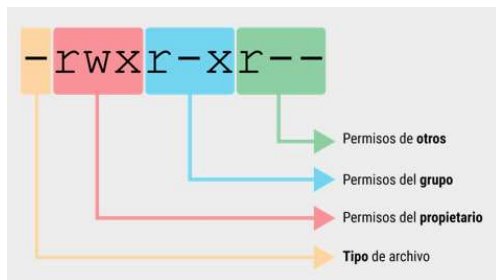 -rwxr-xr--
Permisos de otros
Permisos del grupo
Permisos del propietario
Tipo de archivo